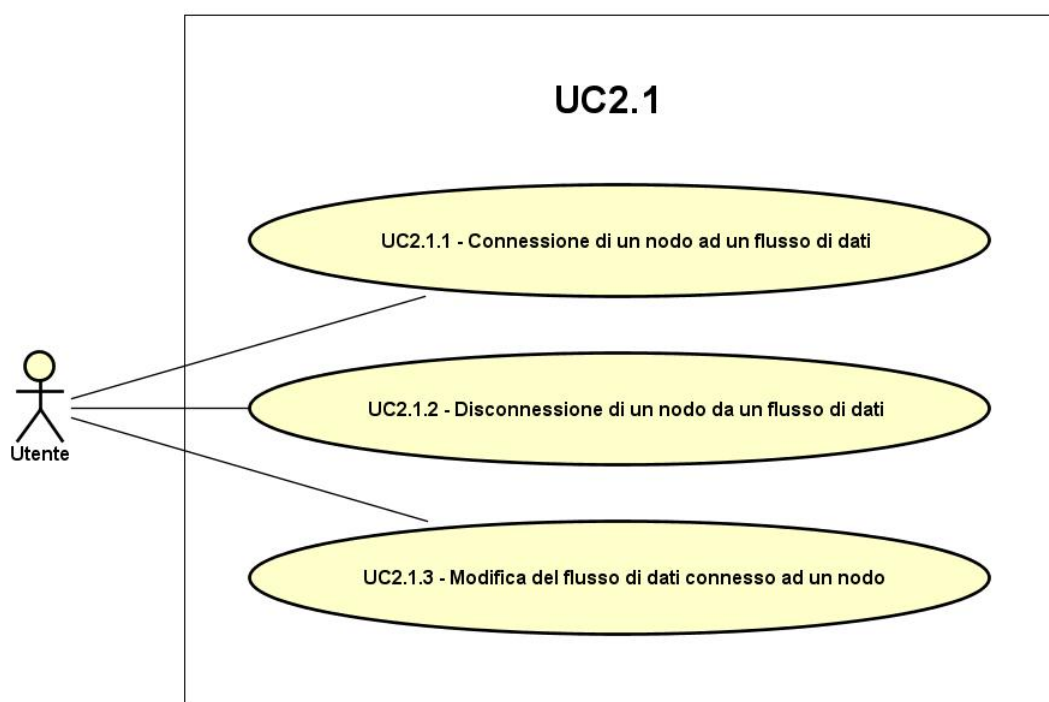 UC2.1
UC2.1.1 - Connessione di un nodo ad un flusso di dati
UC2.1.2 - Disconnessione di un nodo da un flusso di dati
Utente
UC2.1.3 - Modifica del flusso di dati connesso ad un nodo